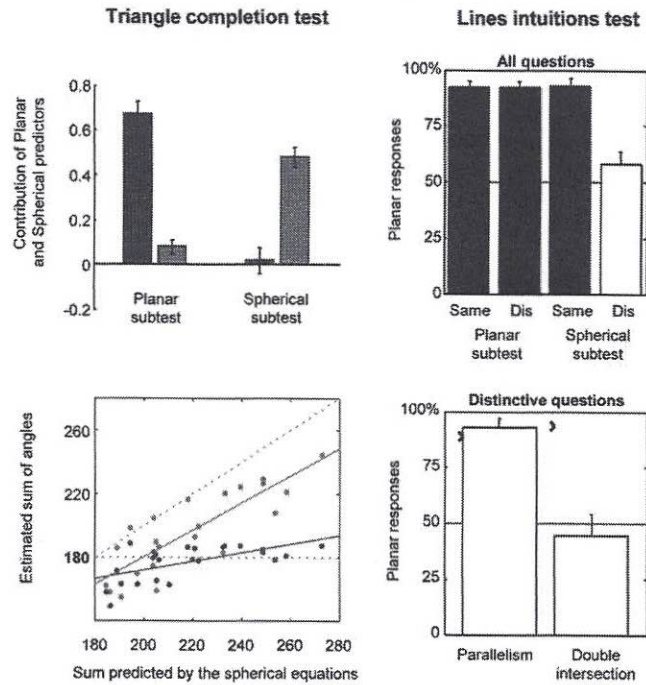 Triangle completion test
Contribution of Planar
and Spherical predictors
0.8
0.6
0.4
0.2
0
-0.2
Planar
subtest
Spherical
subtest
Estimated sum of angles
260
220
180
180 200 220 240 260 280
Sum predicted by the spherical equations
Lines intuitions test
All questions
Planar responses
100%
75
50
25
0
Same Dis Same Dis
Planar
subtest
Spherical
subtest
Distinctive questions
Planar responses
100%
75
50
25
0
Parallelism
Double
intersection